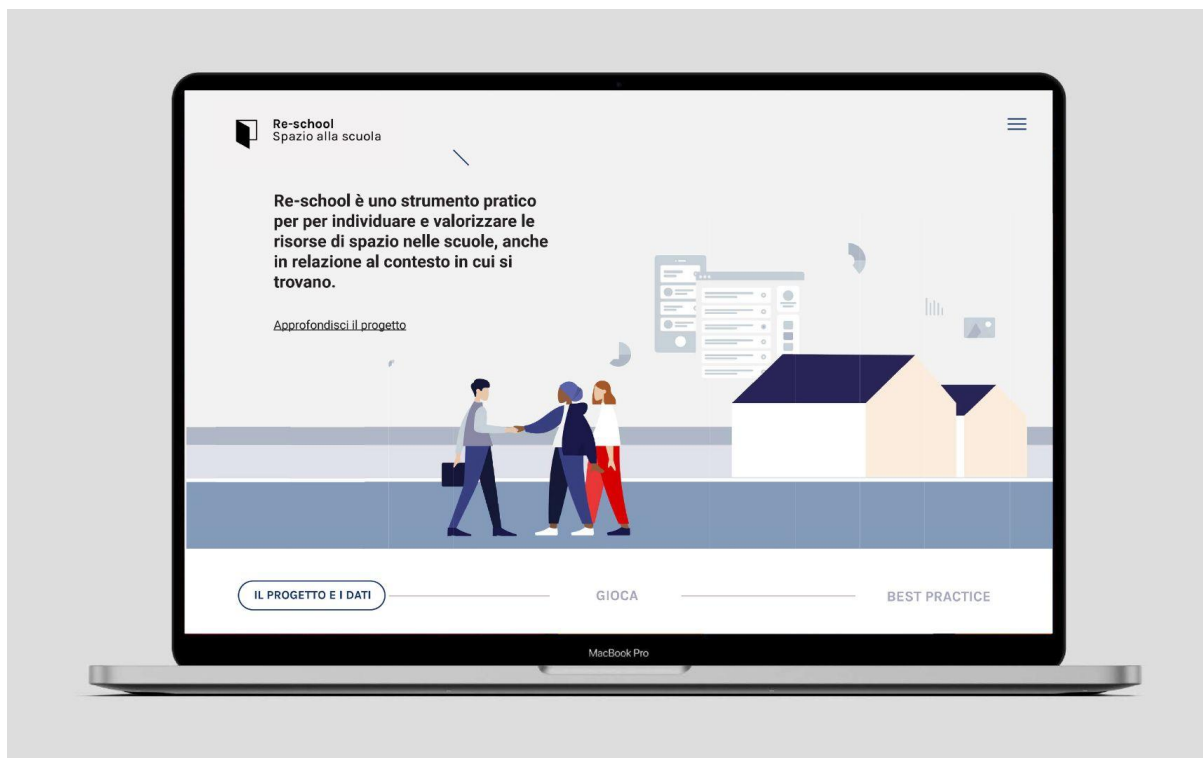 Re-school
Spazio alla scuola
Re-school è uno strumento pratico
per per individuare e valorizzare le
risorse di spazio nelle scuole, anche
in relazione al contesto in cui si
trovano.
Approfondisci il progetto
IL PROGETTO E I DATI
GIOCA
BEST PRACTICE
MacBook Pro